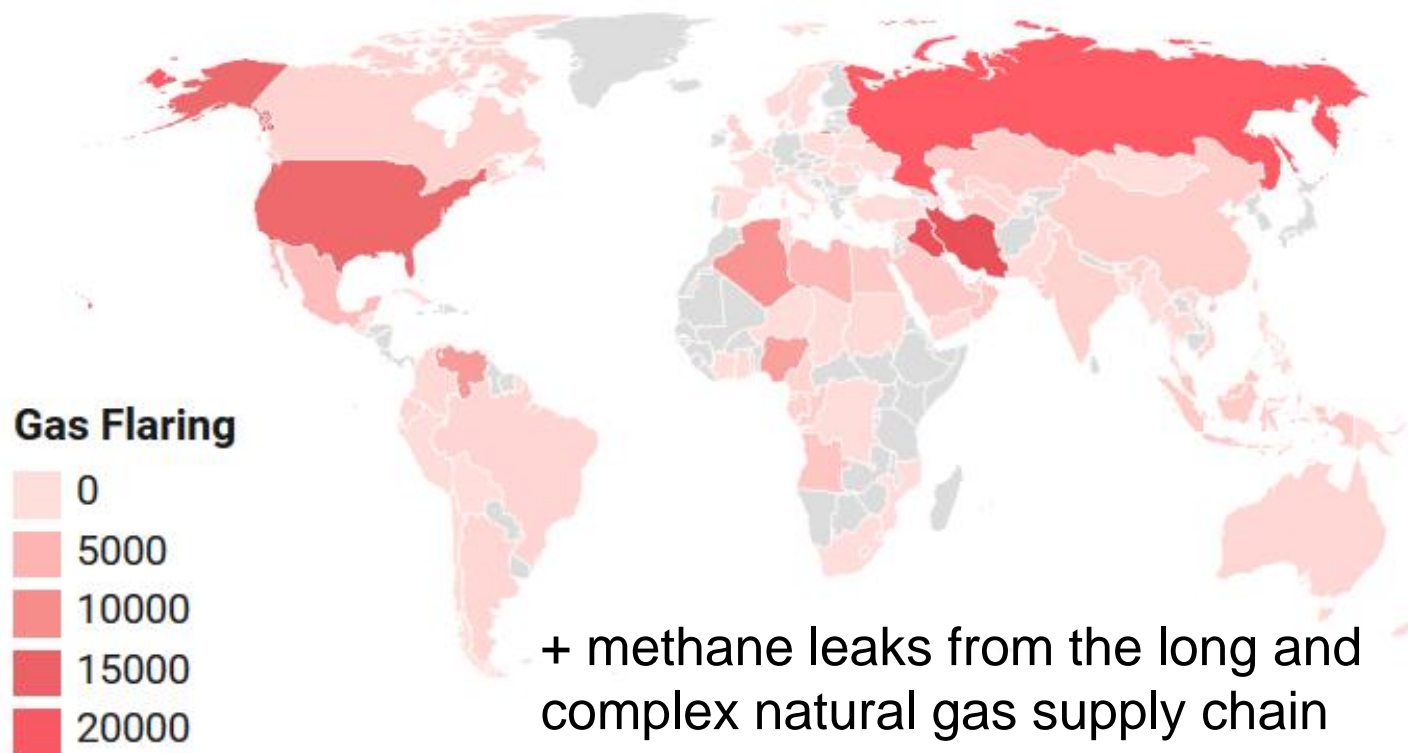 Gas Flaring
0
5000
10000
15000
20000
+ methane leaks from the long and
complex natural gas supply chain